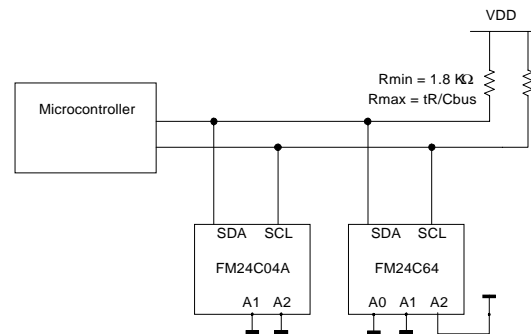 VDD
Rmin = 1.8 KΩ
Rmax = tR/Cbus
Microcontroller
SDA SCL
FM24C04A
A1 A2
SDA SCL
FM24C64
A0 A1 A2